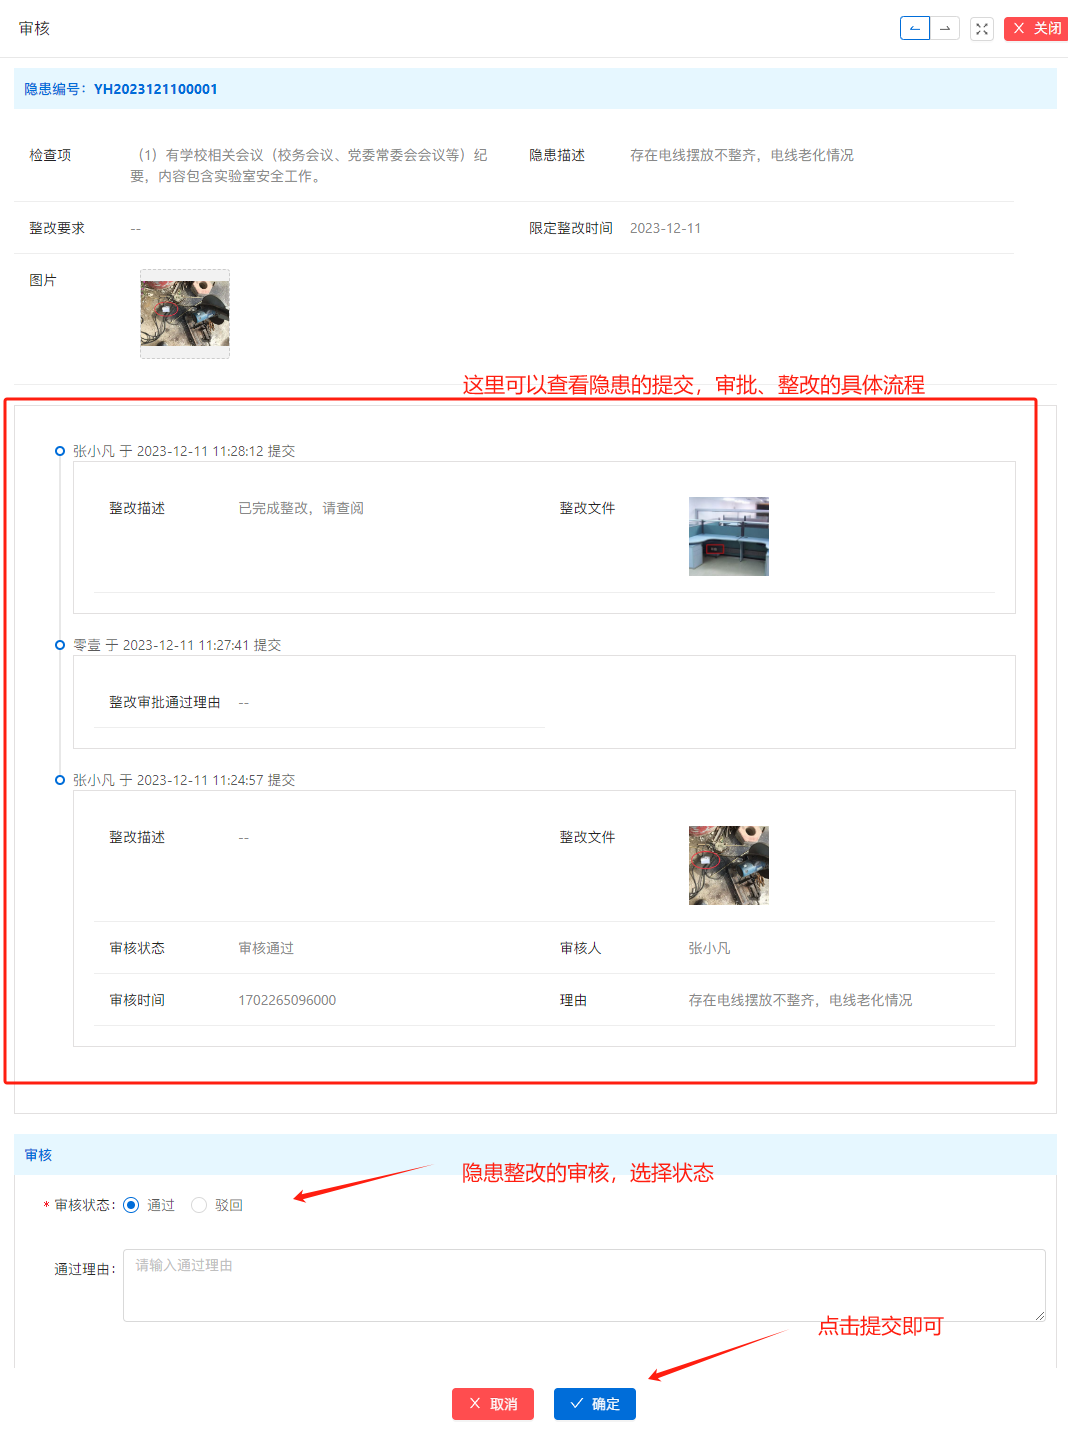 审核
关闭
隐患编号：YH2023121100001
检查项
（1）有学校相关会议（校务会议、党委常委会会议等）纪
要，内容包含实验室安全工作。
隐患描述
存在电线摆放不整齐，电线老化情况
整改要求
--
限定整改时间
2023-12-11
图片
这里可以查看隐患的提交，审批、整改的具体流程
张小凡 于 2023-12-11 11:28:12 提交
整改描述
已完成整改，请查阅
整改文件
零壹 于 2023-12-11 11:27:41 提交
整改审批通过理由
--
张小凡 于 2023-12-11 11:24:57 提交
整改描述
--
整改文件
审核状态
审核通过
审核人
张小凡
审核时间
1702265096000
理由
存在电线摆放不整齐，电线老化情况
审核
隐患整改的审核，选择状态
* 审核状态：
通过
驳回
通过理由：
请输入通过理由
点击提交即可
取消
确定